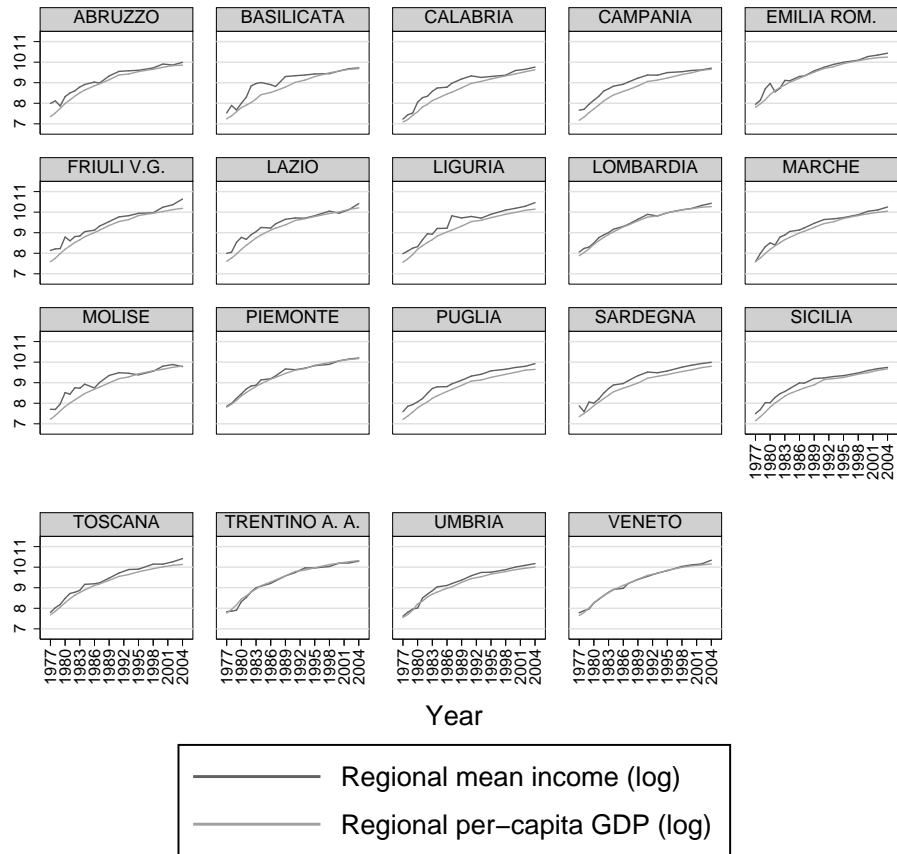 ABRUZZO BASILICATA CALABRIA CAMPANIA EMILIA ROM.
7 8 9 10 11
FRIULI V.G. LAZIO LIGURIA LOMBARDIA MARCHE
7 8 9 10 11
MOLISE PIEMONTE PUGLIA SARDEGNA SICILIA
7 8 9 10 11
1977 1980 1983 1986 1989 1992 1995 1998 2001 2004
TOSCANA TRENTINO A. A. UMBRIA VENETO
7 8 9 10 11
1977 1980 1983 1986 1989 1992 1995 1998 2001 2004 1977 1980 1983 1986 1989 1992 1995 1998 2001 2004 1977 1980 1983 1986 1989 1992 1995 1998 2001 2004 1977 1980 1983 1986 1989 1992 1995 1998 2001 2004
Year
Regional mean income (log)
Regional per−capita GDP (log)